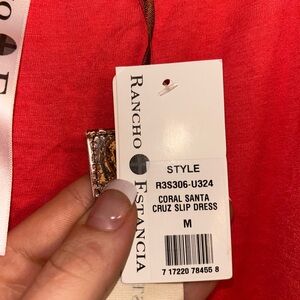 RANCHO ESTANCIA
STYLE
R3S306-U324
CORAL SANTA
CRUZ SLIP DRESS
M
7 17220 78455 8